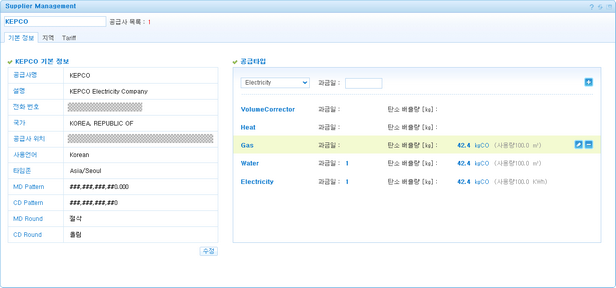 Supplier Management
KEPCO 공급사 목록 : 1
기본 정보 지역 Tariff
KEPCO 기본 정보
공급사명 KEPCO
설명 KEPCO Electricity Company
전화 번호
국가 KOREA, REPUBLIC OF
공급사 위치
사용언어 Korean
타임존 Asia/Seoul
MD Pattern ###,###,###,##0.000
CD Pattern ###,###,###,##0
MD Round 절삭
CD Round 올림
수정
공급타입
Electricity 과금일 :
VolumeCorrector 과금일 : 탄소 배출량 [kg] :
Heat 과금일 : 탄소 배출량 [kg] :
Gas 과금일 : 탄소 배출량 [kg] : 42.4 kgCO (사용량100.0 ㎥)
Water 과금일 : 1 탄소 배출량 [kg] : 42.4 kgCO (사용량100.0 ㎥)
Electricity 과금일 : 1 탄소 배출량 [kg] : 42.4 kgCO (사용량100.0 KWh)